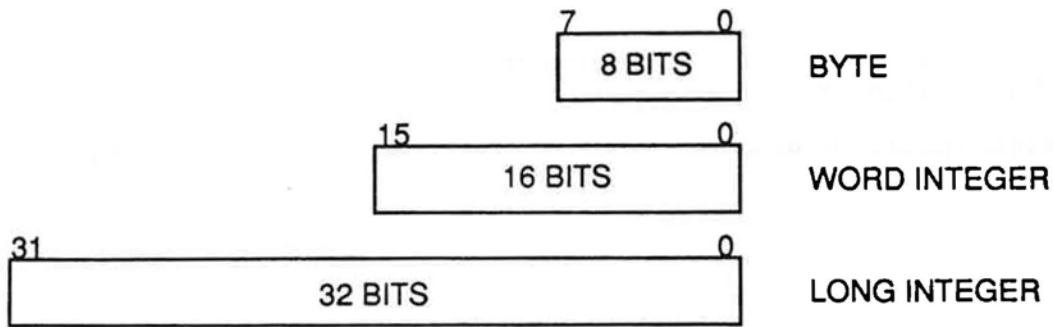 7 0
8 BITS BYTE
15 0
16 BITS WORD INTEGER
31 0
32 BITS LONG INTEGER